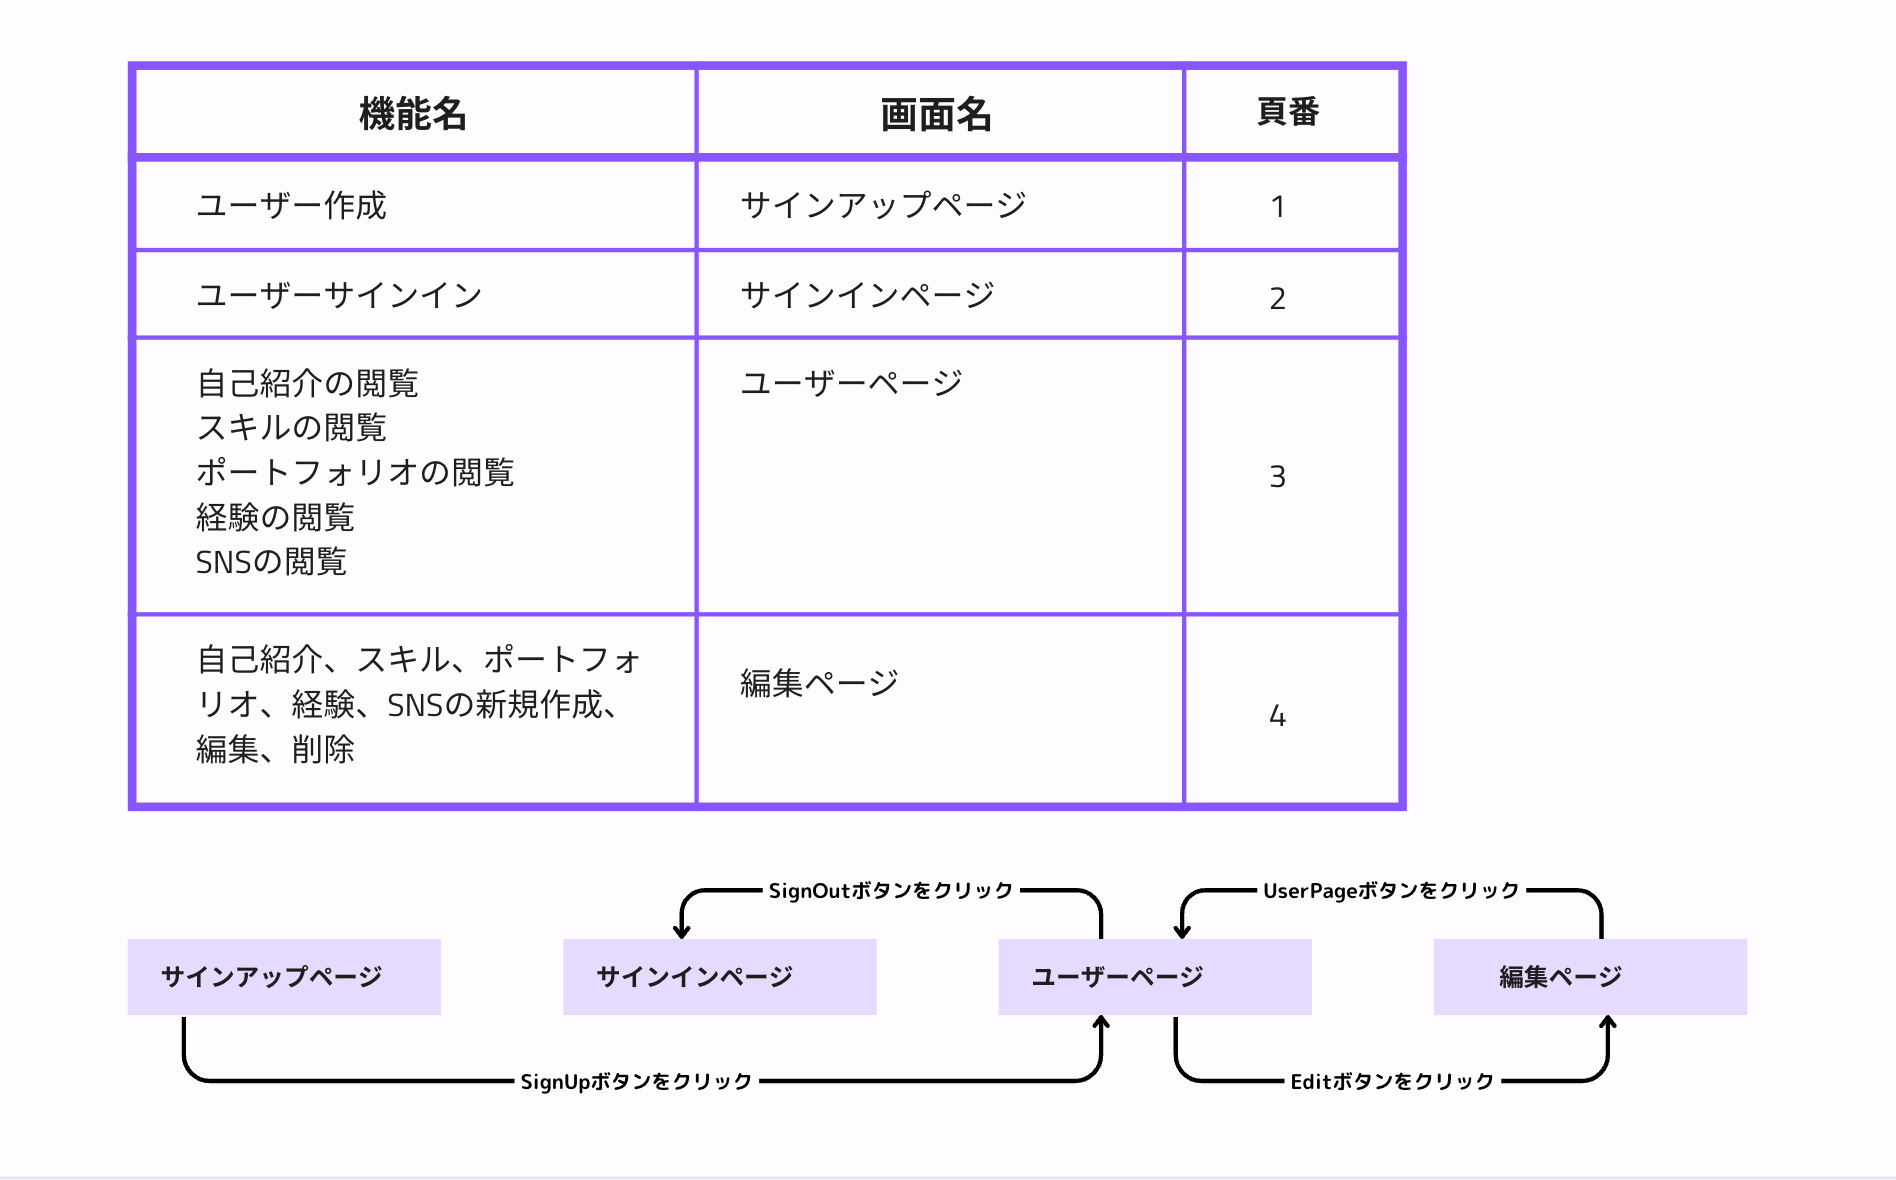 機能名 画面名 頁番
ユーザー作成 サインアップページ 1
ユーザーサインイン サインインページ 2
自己紹介の閲覧 ユーザーページ
スキルの閲覧
ポートフォリオの閲覧 3
経験の閲覧
SNSの閲覧
自己紹介、スキル、ポートフォ
リオ、経験、SNSの新規作成、
編集、削除
編集ページ
4
SignOutボタンをクリック
UserPageボタンをクリック
サインアップページ
サインインページ
ユーザーページ
編集ページ
SignUpボタンをクリック
Editボタンをクリック